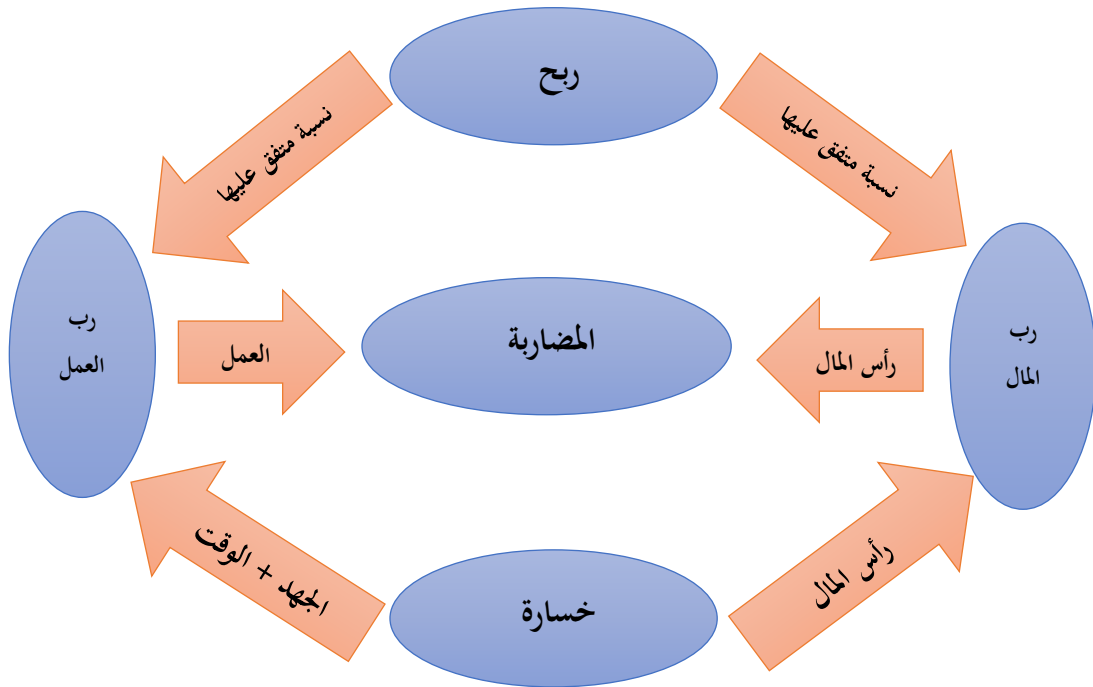 ربح
نسبة متفق عليها
نسبة متفق عليها
رب
المال
رأس المال
المضاربة
العمل
رب
العمل
رأس المال
الجهد + الوقت
خسارة